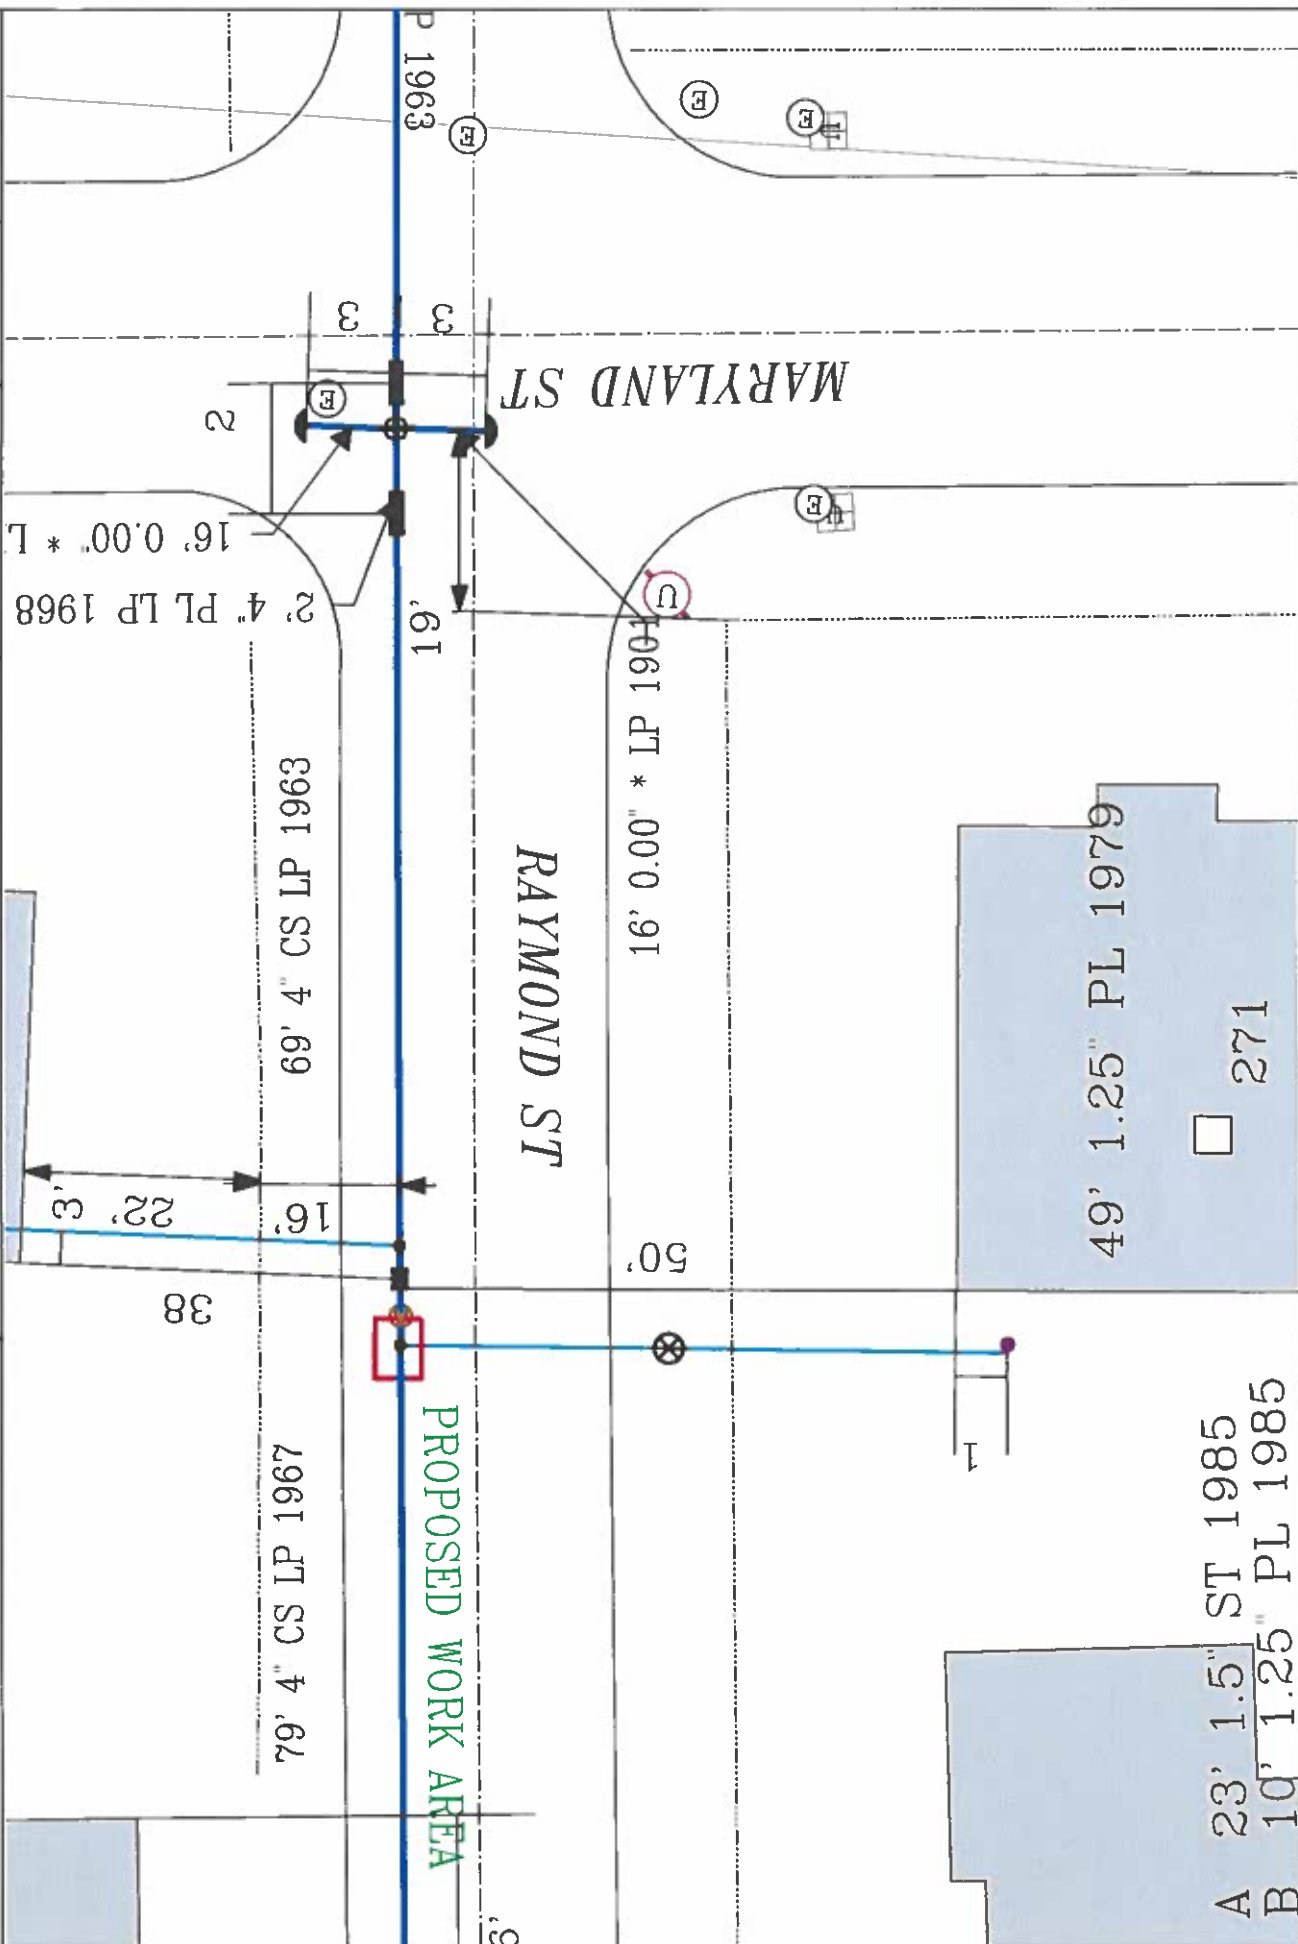 P 1963
E
E
E
3
3
MARYLAND ST
E
2
16' 0.00" * L
E
2' 4" PL LP 1968
U
19'
16' 0.00" * LP 1901
69' 4" CS LP 1963
RAYMOND ST
49' 1.25" PL 1979
271
3'
22'
16'
50'
38
1
PROPOSED WORK AREA
79' 4" CS LP 1967
A 23' 1.5" ST 1985
B 10' 1.25" PL 1985